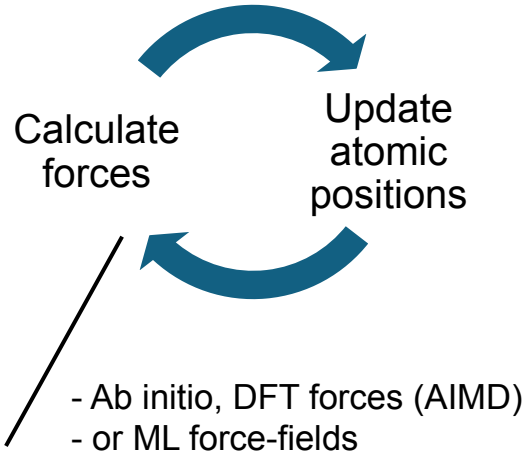 Calculate
forces
Update
atomic
positions
- Ab initio, DFT forces (AIMD)
- or ML force-fields